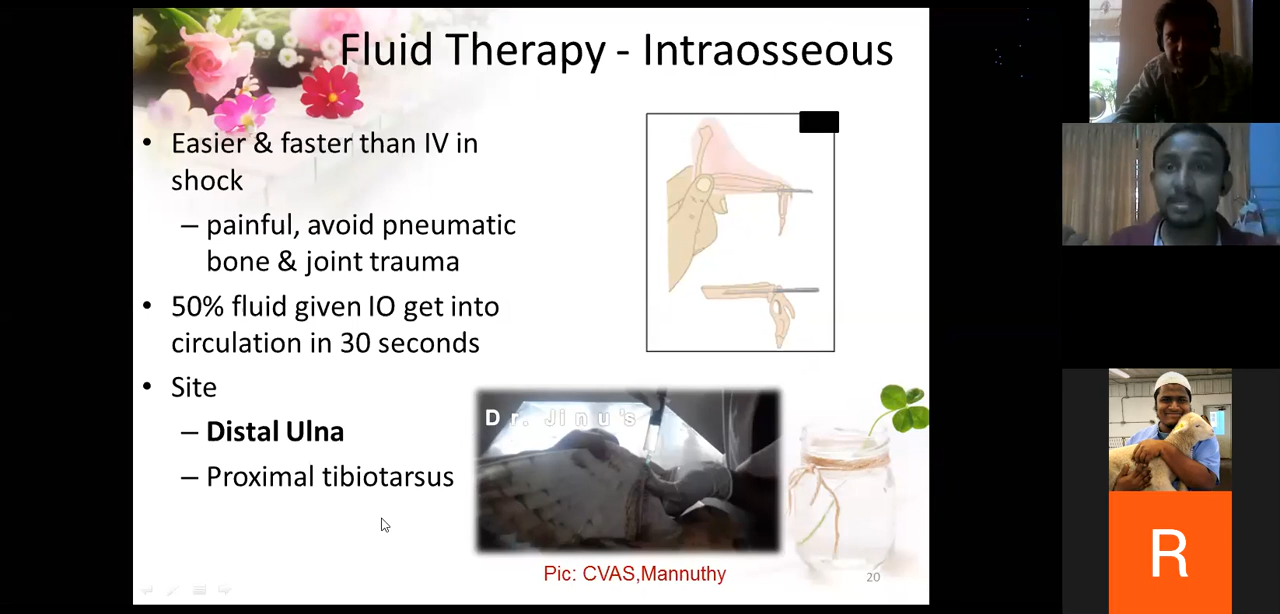 Fluid Therapy - Intraosseous
• Easier & faster than IV in
shock
– painful, avoid pneumatic
bone & joint trauma
• 50% fluid given IO get into
circulation in 30 seconds
• Site
– Distal Ulna
– Proximal tibiotarsus
Dr. Jinu's
Pic: CVAS,Mannuthy
20
R